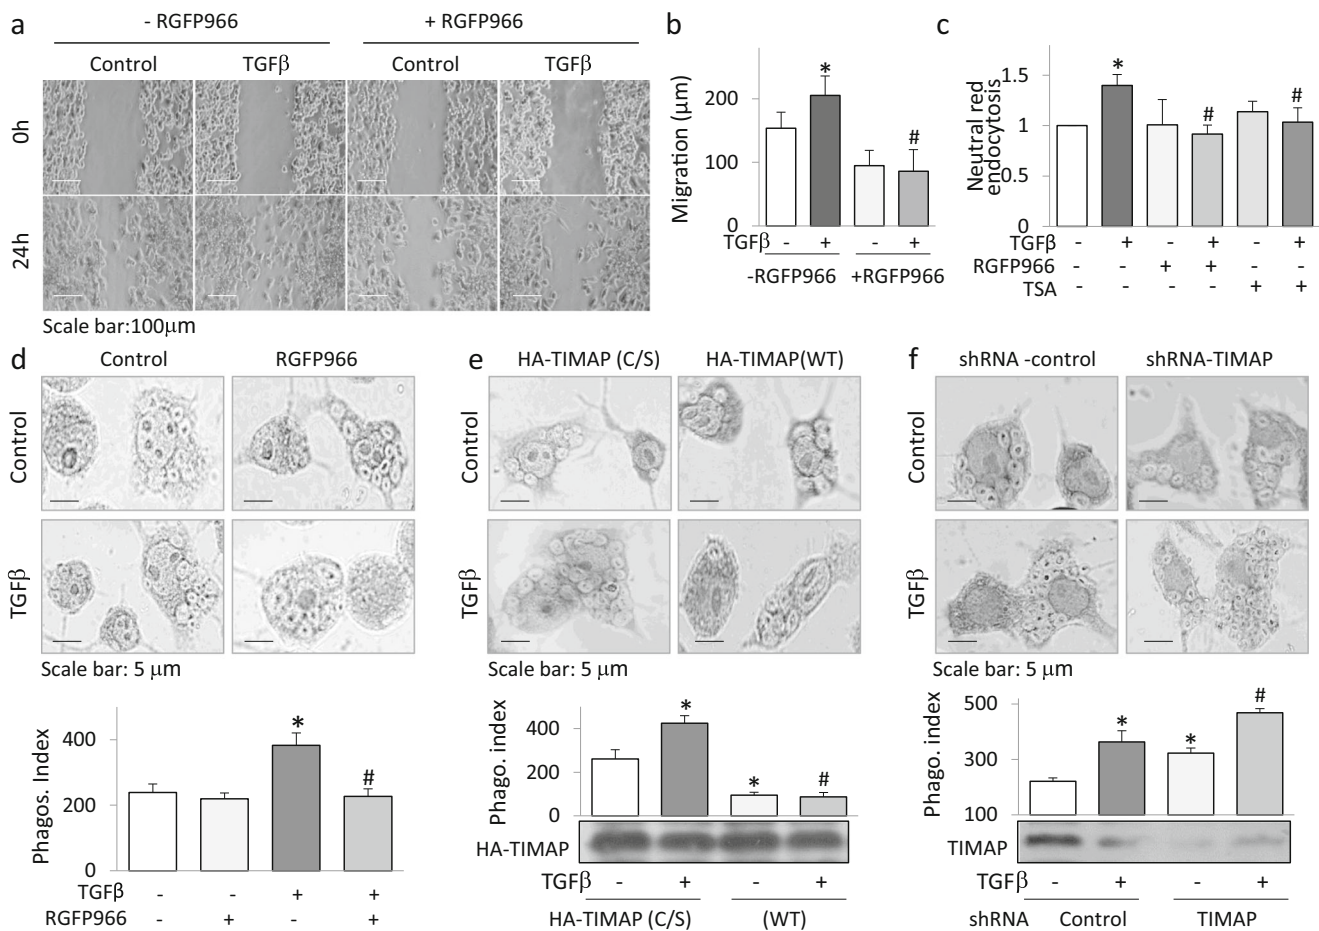 a
- RGFP966
+ RGFP966
Control
TGFβ
Control
TGFβ
0h
24h
Scale bar:100μm
b
Migration (μm)
200
100
0
*
#
TGFβ - + - +
-RGFP966 +RGFP966
c
Neutral red
endocytosis
1.5
1
0.5
0
*
#
#
TGFβ - + - + - +
RGFP966 - - + + - -
TSA - - - - + +
d
Control
RGFP966
Control
TGFβ
Scale bar: 5 μm
Phagos. Index
400
200
0
*
#
TGFβ - - + +
RGFP966 - + - +
e
HA-TIMAP (C/S)
HA-TIMAP(WT)
Control
TGFβ
Scale bar: 5 μm
Phago. index
400
200
0
*
*
#
HA-TIMAP
TGFβ - + - +
HA-TIMAP (C/S) (WT)
f
shRNA -control
shRNA-TIMAP
Control
TGFβ
Scale bar: 5 μm
Phago. index
500
300
100
*
*
#
TIMAP
TGFβ - + - +
shRNA Control TIMAP